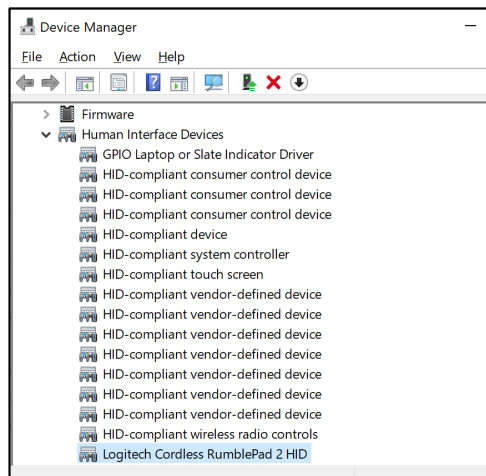 Device Manager
File Action View Help
Firmware
Human Interface Devices
GPIO Laptop or Slate Indicator Driver
HID-compliant consumer control device
HID-compliant consumer control device
HID-compliant consumer control device
HID-compliant device
HID-compliant system controller
HID-compliant touch screen
HID-compliant vendor-defined device
HID-compliant vendor-defined device
HID-compliant vendor-defined device
HID-compliant vendor-defined device
HID-compliant vendor-defined device
HID-compliant vendor-defined device
HID-compliant vendor-defined device
HID-compliant wireless radio controls
Logitech Cordless RumblePad 2 HID